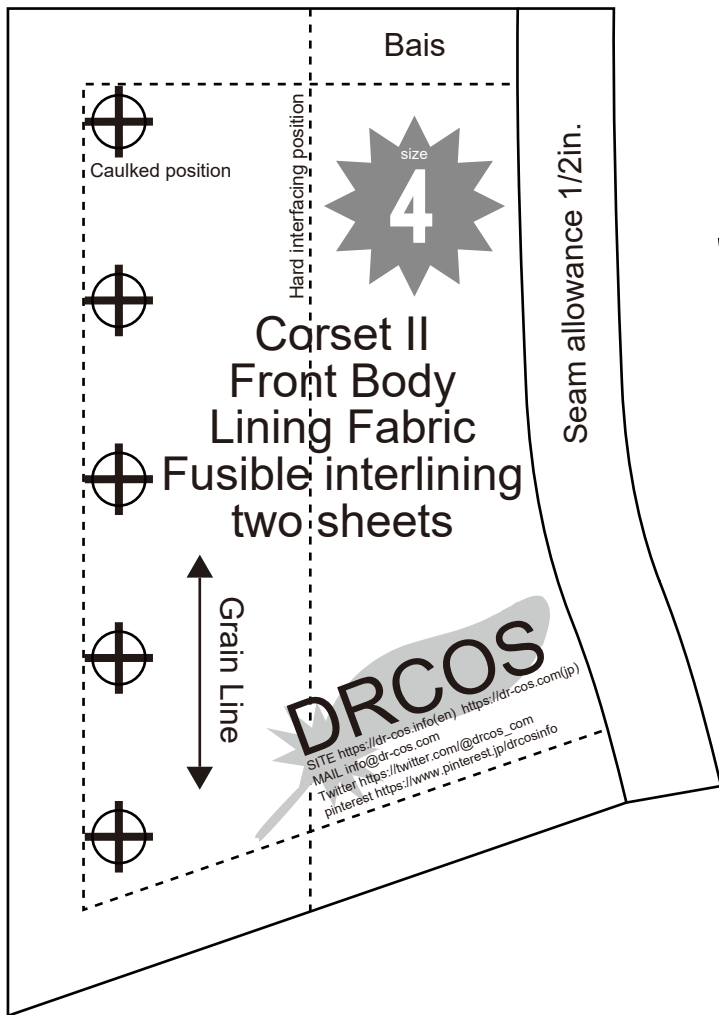 Bais
Hard interfacing position
size
4
Caulked position
Seam allowance 1/2in.
Corset II
Front Body
Lining Fabric
Fusible interlining
two sheets
Grain Line
DRCOS
SITE https://dr-cos.info(en) https://dr-cos.com(jp)
MAIL info@dr-cos.com
Twitter https://twitter.com/@drcos_com
pinterest https://www.pinterest.jp/drcosinfo